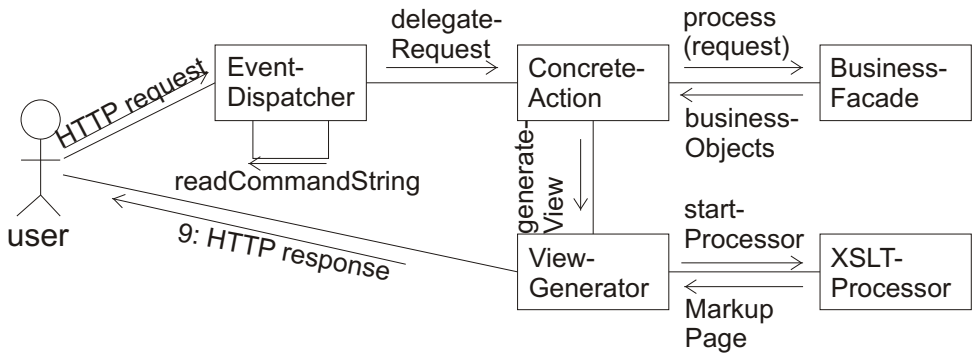 delegate-
Request
process
(request)
HTTP request
Event-
Dispatcher
Concrete-
Action
Business-
Facade
business-
Objects
readCommandString
generate-
View
user
9: HTTP response
start-
Processor
View-
Generator
XSLT-
Processor
Markup
Page